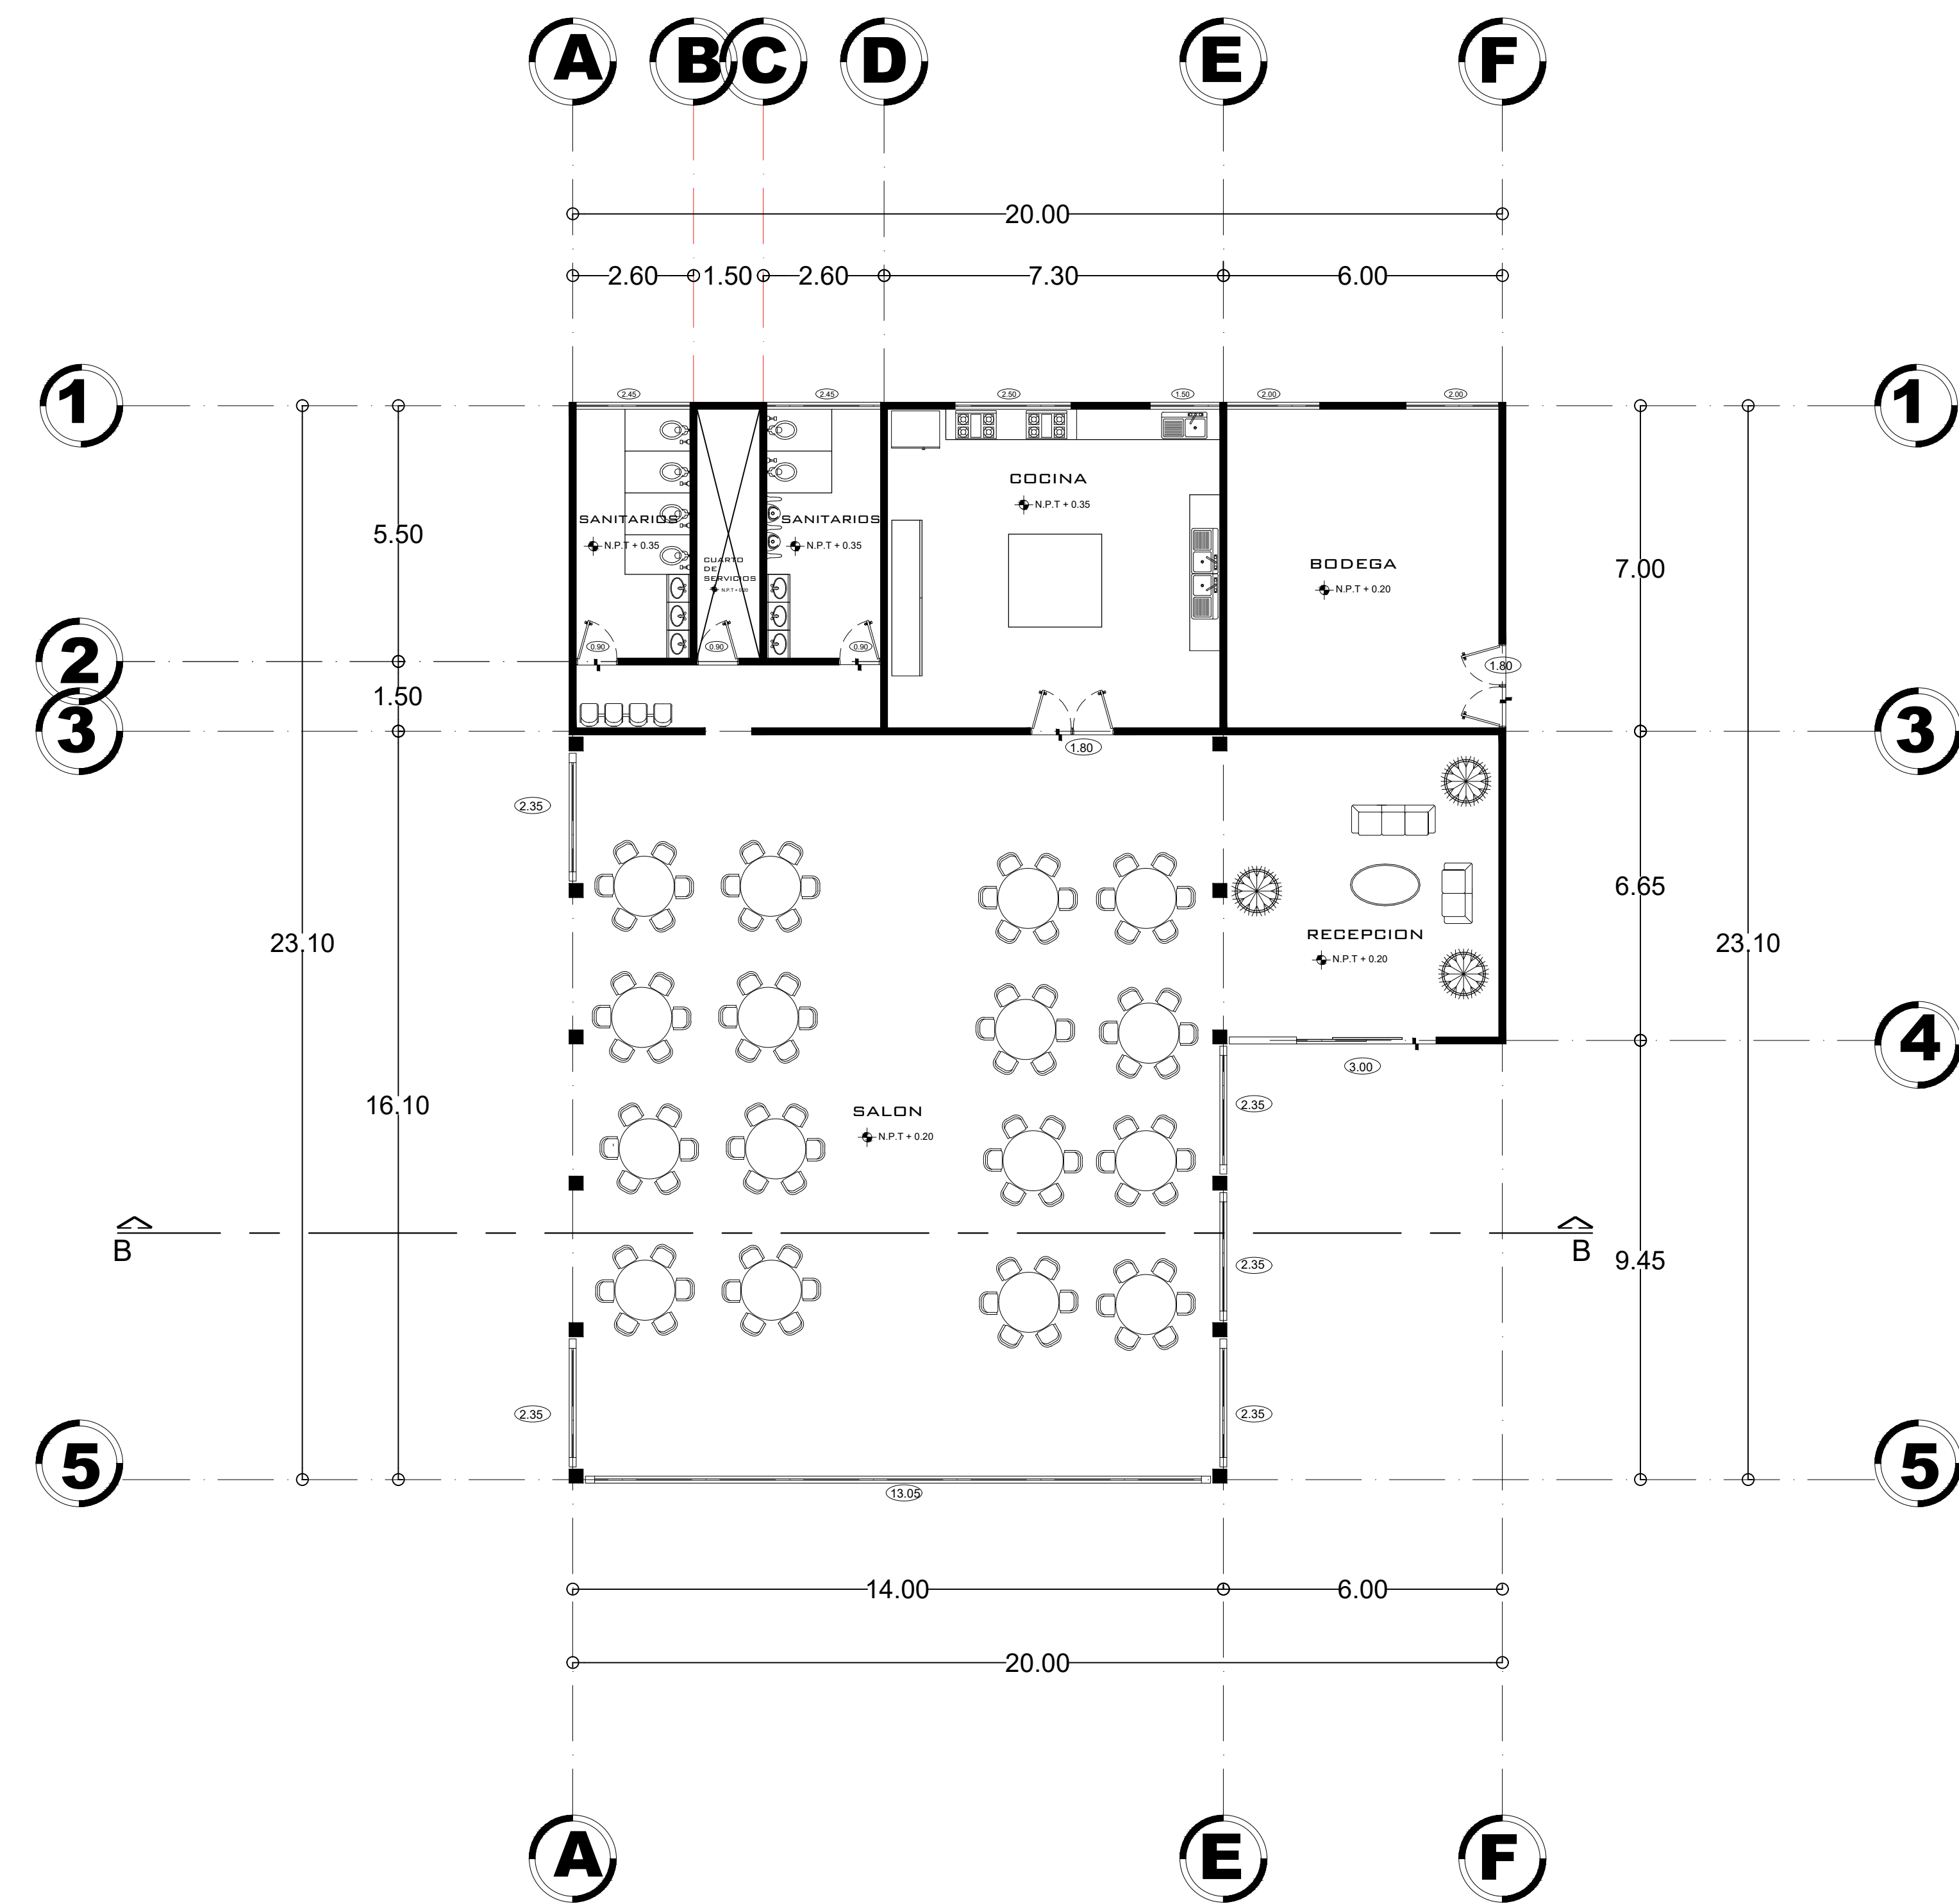 A B C D E F
20.00
2.60 1.50 2.60 7.30 6.00
2.45 2.45 2.50 1.50 2.00 2.00
1 1
COCINA
N.P.T + 0.35
SANITARIOS SANITARIOS
5.50
N.P.T + 0.35 N.P.T + 0.35
CUARTO
DE
SERVICIOS
BODEGA
7.00
N.P.T + 0.20
0.90 0.90 0.90
2
1.80
1.50
3 3
1.80
2.35
6.65
RECEPCION
23.10 23.10
N.P.T + 0.20
4
3.00
16.10
2.35
SALON
N.P.T + 0.20
B B
9.45
2.35
2.35 2.35
5 5
13.05
14.00 6.00
20.00
A E F